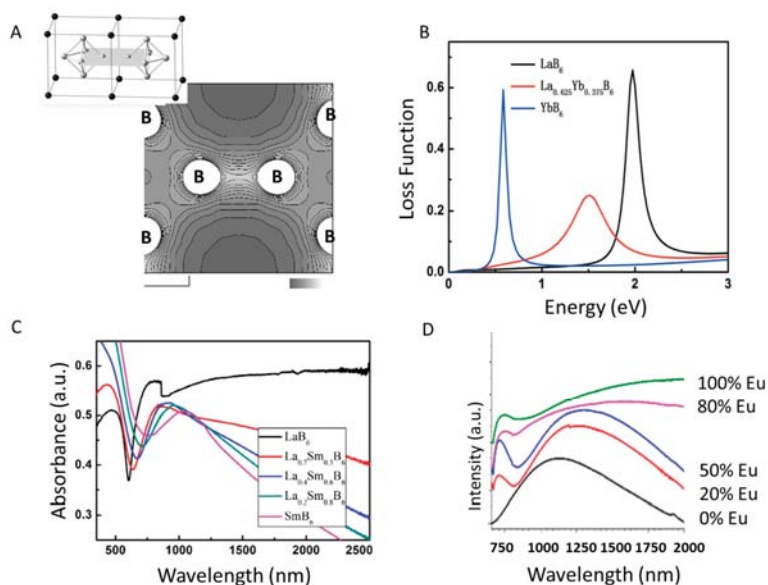 A
B
B
B
B
B
B
B
Loss Function
0.6
0.4
0.2
0.0
0
1
2
3
Energy (eV)
LaB₆
La₀.₆₂₅Yb₀.₃₇₅B₆
YbB₆
C
Absorbance (a.u.)
0.6
0.5
0.4
0.3
500
1000
1500
2000
2500
Wavelength (nm)
LaB₆
La₀.₇Sm₀.₃B₆
La₀.₄Sm₀.₆B₆
La₀.₂Sm₀.₈B₆
SmB₆
D
Intensity (a.u.)
100% Eu
80% Eu
50% Eu
20% Eu
0% Eu
750
1000
1250
1500
1750
2000
Wavelength (nm)